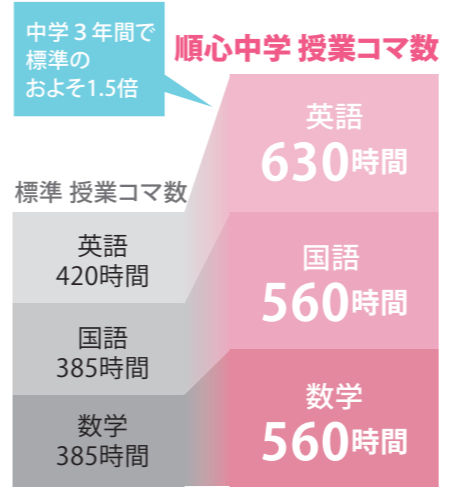 中学３年間で
標準の
およそ1.5倍
順心中学 授業コマ数
英語
630時間
国語
560時間
数学
560時間
標準 授業コマ数
英語
420時間
国語
385時間
数学
385時間